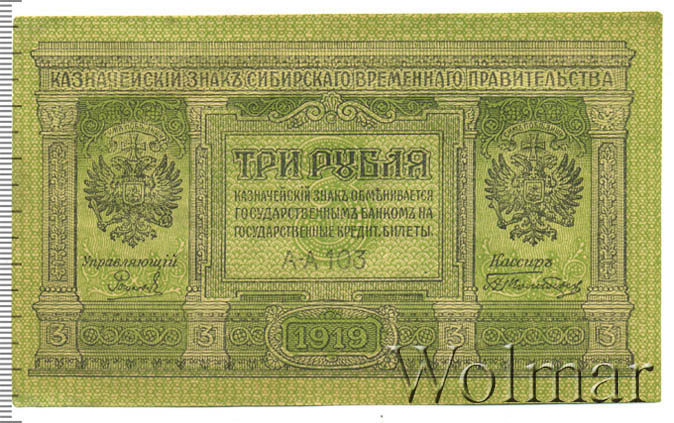 КАЗНАЧЕЙСКIЙ ЗНАКЪ СИБИРСКАГО ВРЕМЕННАГО ПРАВИТЕЛЬСТВА
ТРИ РУБЛЯ
КАЗНАЧЕЙСКIЙ ЗНАКЪ ОБМѢНИВАЕТСЯ
ГОСУДАРСТВЕННЫМЪ БАНКОМЪ НА
ГОСУДАРСТВЕННЫЕ КРЕДИТ. БИЛЕТЫ.
А-А 103
Управляющiй
Кассиръ
3 3 1919 3 3
Wolmar